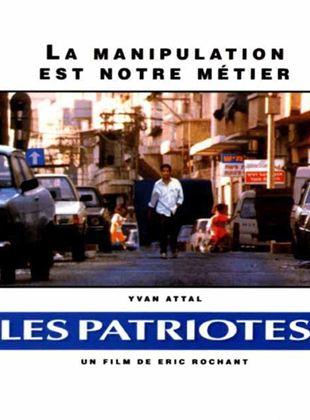 LA MANIPULATION
EST NOTRE MÉTIER
YVAN ATTAL
LES PATRIOTES
UN FILM DE ERIC ROCHANT